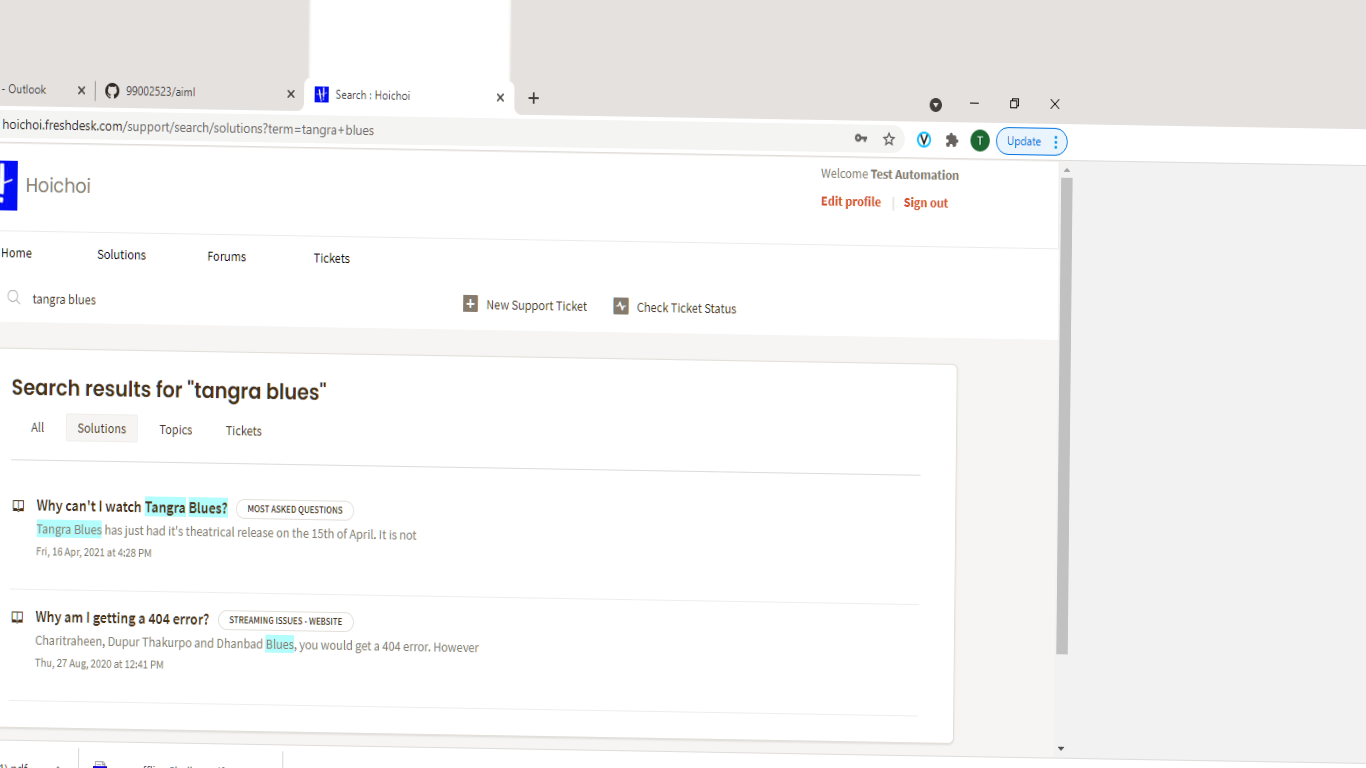 - Outlook
99002523/aiml
Search : Hoichoi
hoichoi.freshdesk.com/support/search/solutions?term=tangra+blues
T
Update
Hoichoi
Welcome Test Automation
Edit profile
Sign out
Home
Solutions
Forums
Tickets
tangra blues
New Support Ticket
Check Ticket Status
Search results for "tangra blues"
All
Solutions
Topics
Tickets
Why can't I watch Tangra Blues?
MOST ASKED QUESTIONS
Tangra Blues has just had it's theatrical release on the 15th of April. It is not
Fri, 16 Apr, 2021 at 4:28 PM
Why am I getting a 404 error?
STREAMING ISSUES - WEBSITE
Charitraheen, Dupur Thakurpo and Dhanbad Blues, you would get a 404 error. However
Thu, 27 Aug, 2020 at 12:41 PM